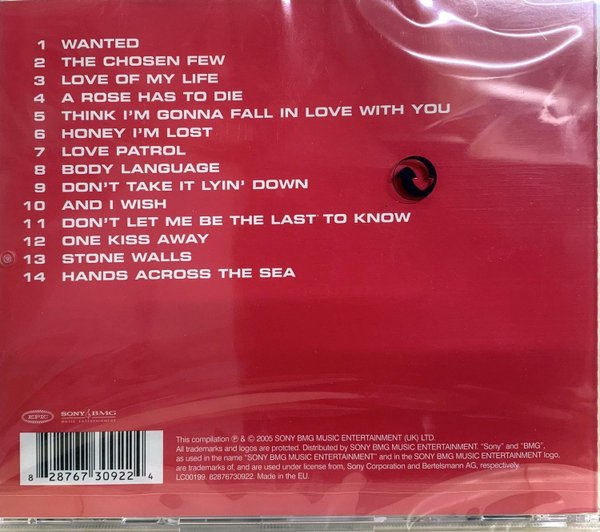 1 WANTED
2 THE CHOSEN FEW
3 LOVE OF MY LIFE
4 A ROSE HAS TO DIE
5 THINK I'M GONNA FALL IN LOVE WITH YOU
6 HONEY I'M LOST
7 LOVE PATROL
8 BODY LANGUAGE
9 DON'T TAKE IT LYIN' DOWN
10 AND I WISH
11 DON'T LET ME BE THE LAST TO KNOW
12 ONE KISS AWAY
13 STONE WALLS
14 HANDS ACROSS THE SEA
EPIC
SONY BMG
music entertainment
This compilation ℗ & © 2005 SONY BMG MUSIC ENTERTAINMENT (UK) LTD.
All trademarks and logos are protcted. Distributed by SONY BMG MUSIC ENTERTAINMENT. "Sony" and "BMG",
as used in the name "SONY BMG MUSIC ENTERTAINMENT" and in the SONY BMG MUSIC ENTERTAINMENT logo,
are trademarks of, and are used under license from, Sony Corporation and Bertelsmann AG, respectively.
LC00199. 82876730922. Made in the EU.
8 28767 30922 4